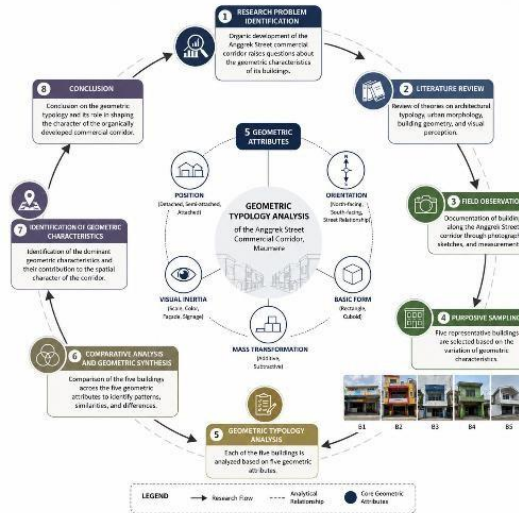 1 RESEARCH PROBLEM
IDENTIFICATION
Organic development of the
Anggrek Street commercial
corridor raises questions about
the geometric characteristics
of its buildings.
2 LITERATURE REVIEW
Review of theories on architectural
typology, urban morphology,
building geometry, and visual
perception.
3 FIELD OBSERVATIO
Documentation of building
along the Anggrek Street
corridor through photograph
sketches, and measurement
4 PURPOSIVE SAMPLING
Five representative buildings
are selected based on the
variation of geometric
characteristics.
B1 B2 B3 B4 B5
5 GEOMETRIC TYPOLOGY
ANALYSIS
Each of the five buildings is
analyzed based on five geometric
attributes.
6 COMPARATIVE ANALYSIS
AND GEOMETRIC SYNTHESIS
Comparison of the five buildings
across the five geometric
attributes to identify patterns,
similarities, and differences.
7 IDENTIFICATION OF GEOMETRIC
CHARACTERISTICS
Identification of the dominant
geometric characteristics and
their contribution to the spatial
character of the corridor.
8 CONCLUSION
Conclusion on the geometric
typology and its role in shaping
the character of the organically
developed commercial corridor.
5 GEOMETRIC
ATTRIBUTES
POSITION
(Detached, Semi-attached,
Attached)
ORIENTATION
(North-facing,
South-facing,
Street Relationship)
GEOMETRIC
TYPOLOGY ANALYSIS
of the Anggrek Street
Commercial Corridor,
Maumere
VISUAL INERTIA
(Scale, Color,
Facade, Signage)
BASIC FORM
(Rectangle,
Cuboid)
MASS TRANSFORMATION
(Additive,
Subtractive)
LEGEND
Research Flow
Analytical
Relationship
Core Geometric
Attributes